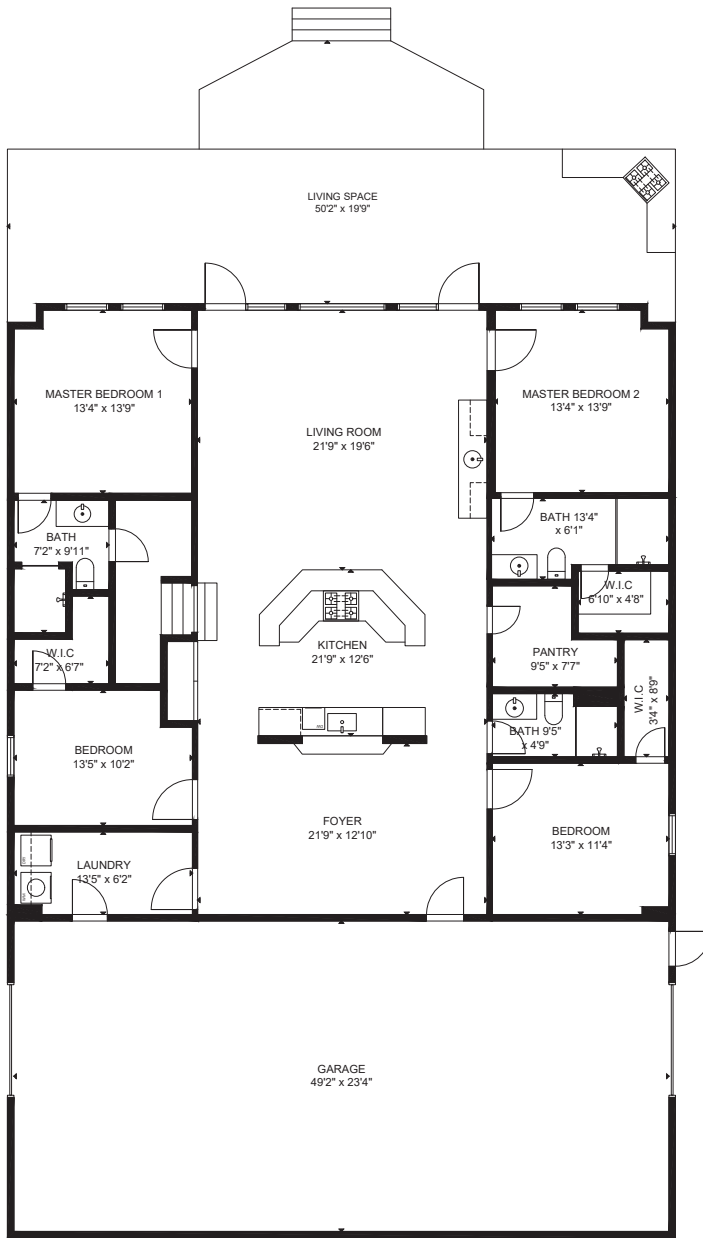 LIVING SPACE
50'2" x 19'9"
MASTER BEDROOM 1
13'4" x 13'9"
LIVING ROOM
21'9" x 19'6"
MASTER BEDROOM 2
13'4" x 13'9"
BATH
7'2" x 9'11"
BATH 13'4"
x 6'1"
W.I.C
6'10" x 4'8"
W.I.C
7'2" x 6'7"
KITCHEN
21'9" x 12'6"
PANTRY
9'5" x 7'7"
W.I.C
3'4" x 8'9"
BATH 9'5"
x 4'9"
BEDROOM
13'5" x 10'2"
FOYER
21'9" x 12'10"
BEDROOM
13'3" x 11'4"
LAUNDRY
13'5" x 6'2"
GARAGE
49'2" x 23'4"